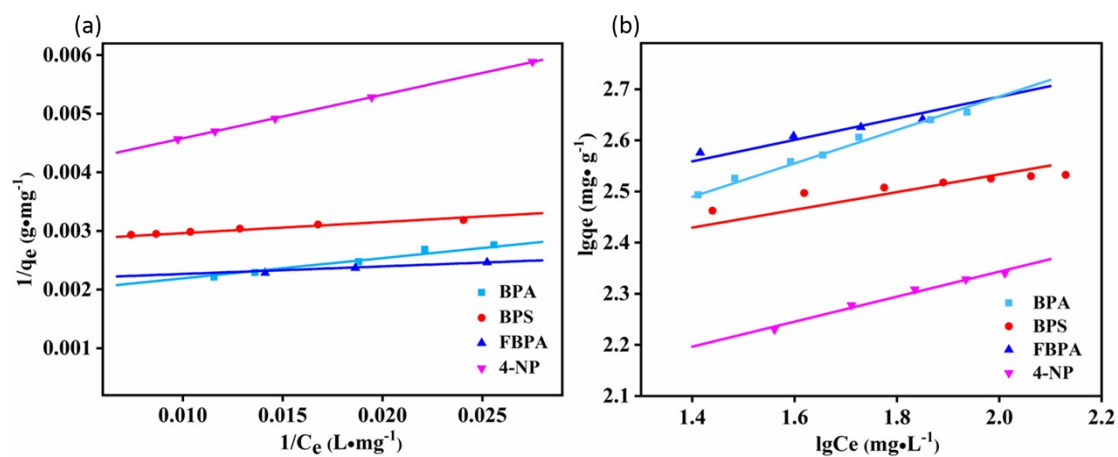 (a)
0.006
0.005
0.004
0.003
0.002
0.001
1/qe (g•mg-1)
0.010
0.015
0.020
0.025
1/Ce (L•mg-1)
BPA
BPS
FBPA
4-NP
(b)
2.7
2.6
2.5
2.4
2.3
2.2
2.1
lgqe (mg• g-1)
1.4
1.6
1.8
2.0
2.2
lgCe (mg•L-1)
BPA
BPS
FBPA
4-NP